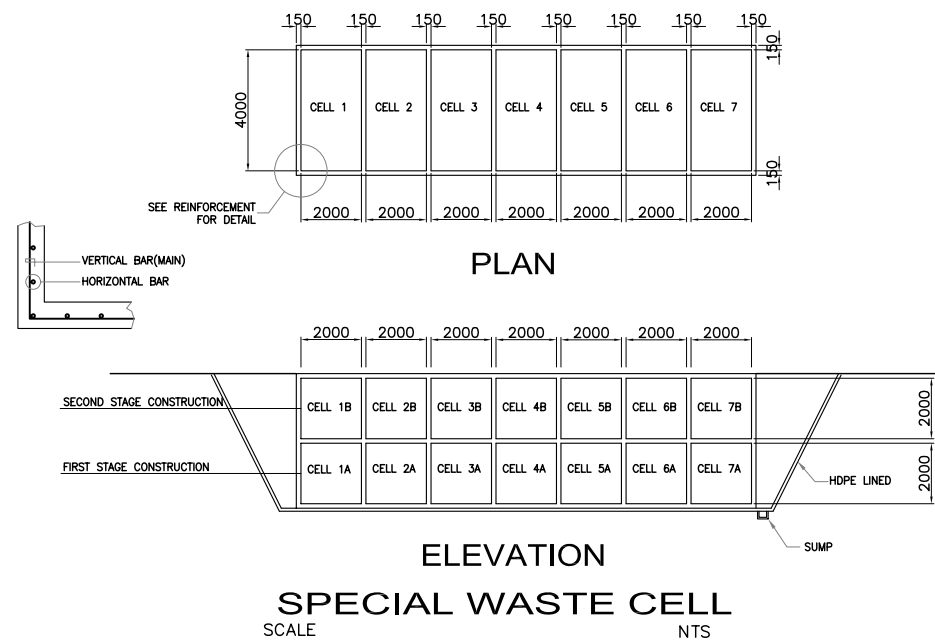 150 150 150 150 150 150 150 150
150
4000
CELL 1 CELL 2 CELL 3 CELL 4 CELL 5 CELL 6 CELL 7
150
SEE REINFORCEMENT
FOR DETAIL
2000 2000 2000 2000 2000 2000 2000
PLAN
VERTICAL BAR(MAIN)
HORIZONTAL BAR
2000 2000 2000 2000 2000 2000 2000
SECOND STAGE CONSTRUCTION
CELL 1B CELL 2B CELL 3B CELL 4B CELL 5B CELL 6B CELL 7B
2000
FIRST STAGE CONSTRUCTION
CELL 1A CELL 2A CELL 3A CELL 4A CELL 5A CELL 6A CELL 7A
2000
HDPE LINED
SUMP
ELEVATION
SPECIAL WASTE CELL
SCALE NTS